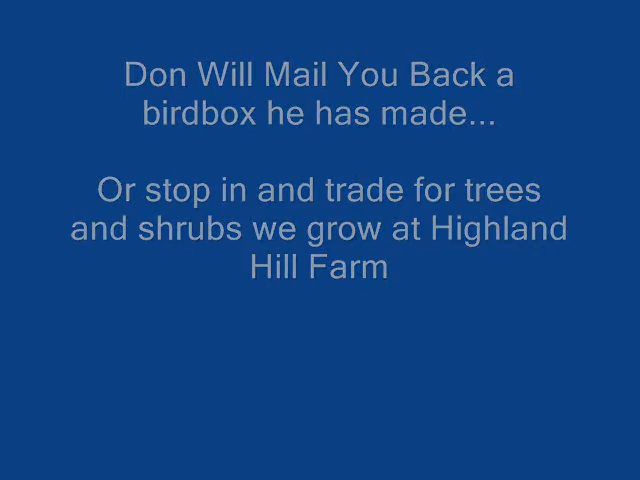 Don Will Mail You Back a
birdbox he has made...
Or stop in and trade for trees
and shrubs we grow at Highland
Hill Farm